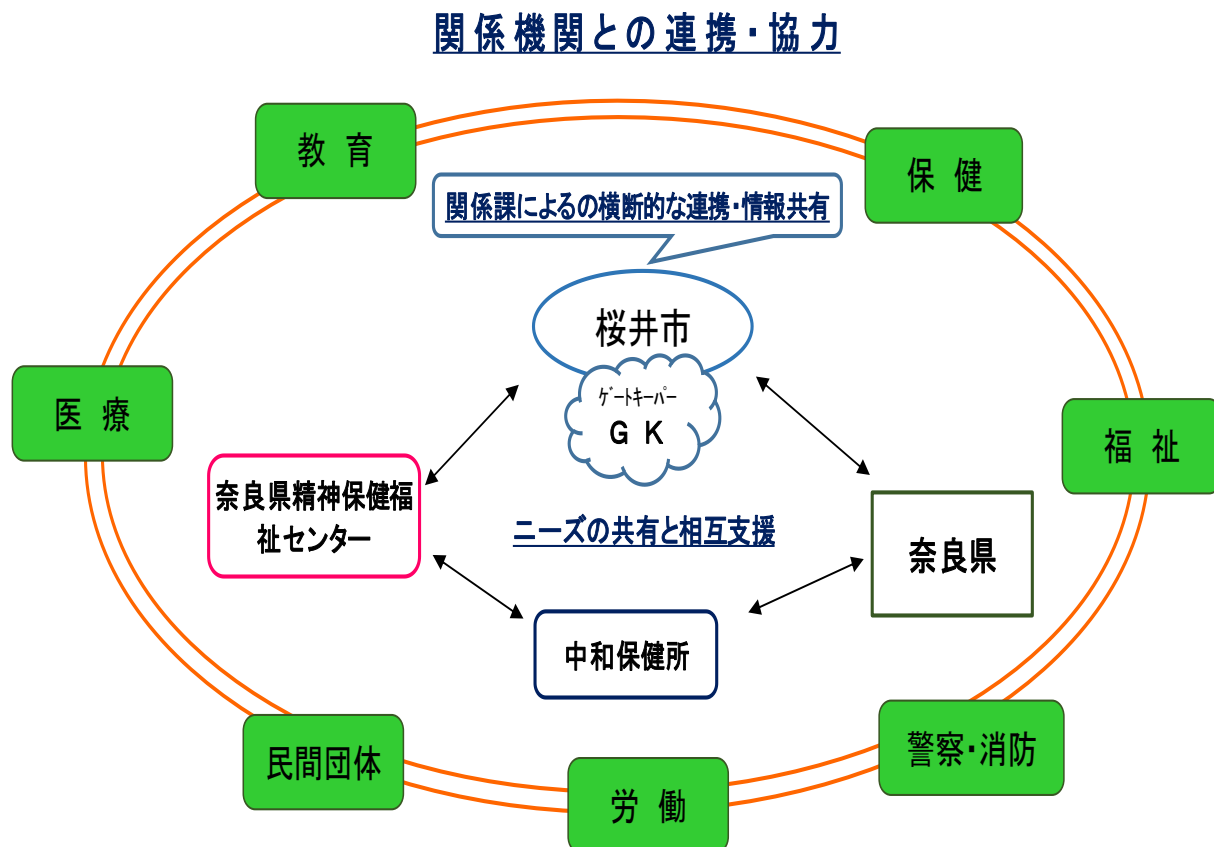 関係機関との連携・協力
教 育
保 健
関係課によるの横断的な連携・情報共有
桜井市
ｹﾞｰﾄｷｰﾊﾟｰ
Ｇ Ｋ
医 療
福 祉
奈良県精神保健福
祉センター
ニーズの共有と相互支援
奈良県
中和保健所
民間団体
警察・消防
労 働